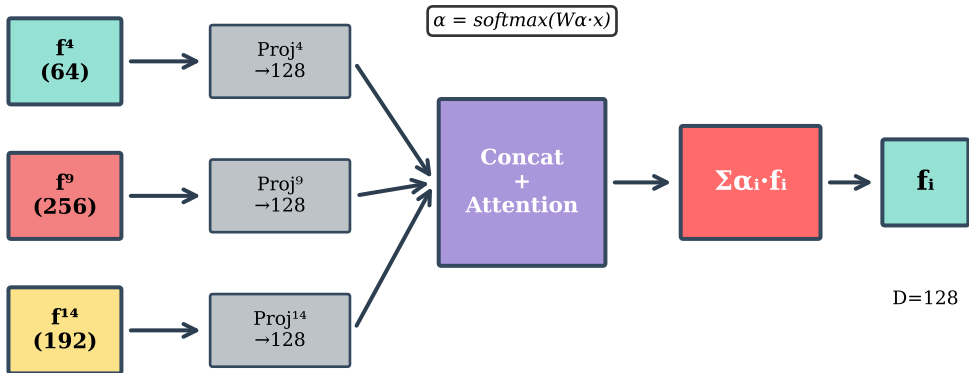 α = softmax(Wα·x)
f⁴
(64)
Proj⁴
→128
f⁹
(256)
Proj⁹
→128
f¹⁴
(192)
Proj¹⁴
→128
Concat
+
Attention
Σαᵢ·fᵢ
fᵢ
D=128